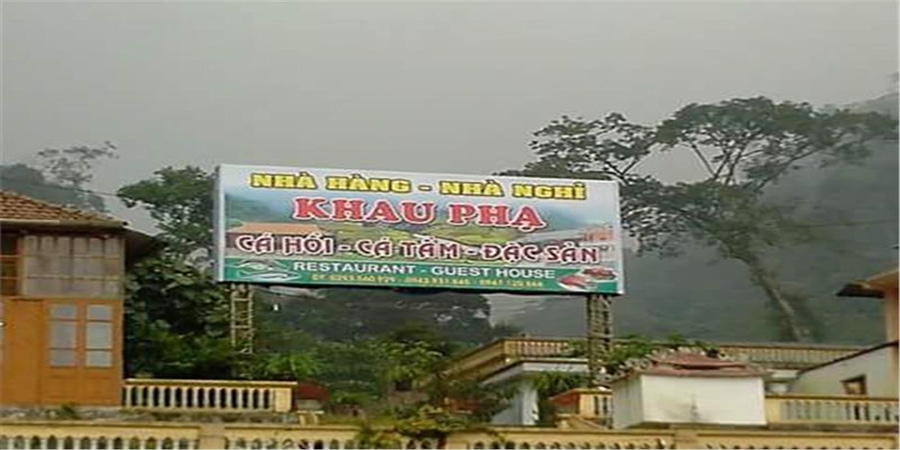 NHÀ HÀNG - NHÀ NGHỈ
KHAU PHẠ
CÁ HỒI - CÁ TẦM - ĐẶC SẢN
RESTAURANT - GUEST HOUSE